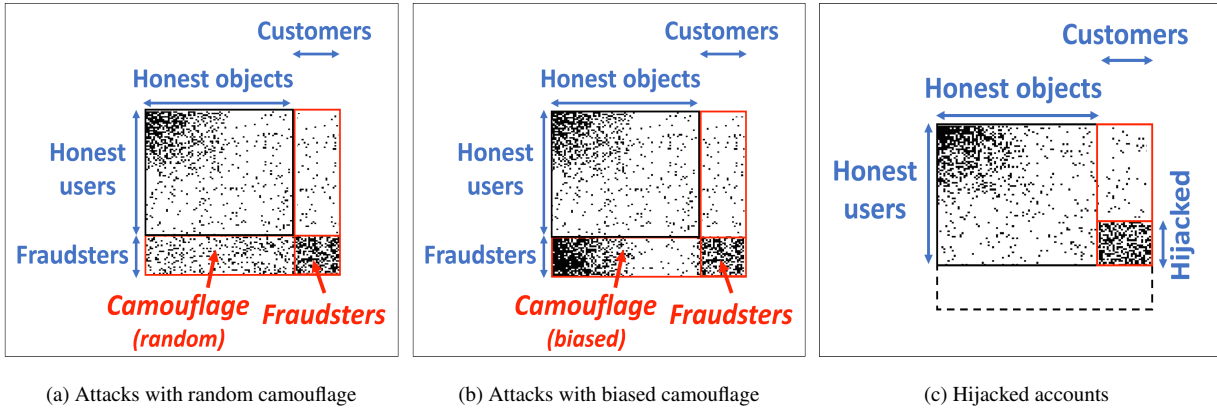 Customers
Honest objects
Honest
users
Fraudsters
Camouflage
(random)
Fraudsters
(a) Attacks with random camouflage
Customers
Honest objects
Honest
users
Fraudsters
Camouflage
(biased)
Fraudsters
(b) Attacks with biased camouflage
Customers
Honest objects
Honest
users
Hijacked
(c) Hijacked accounts